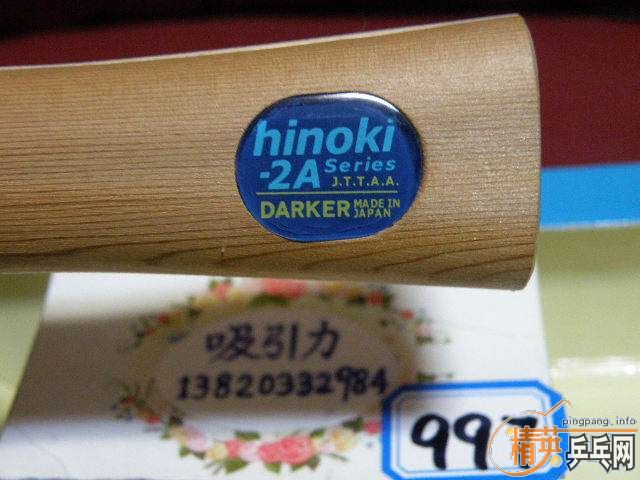 hinoki
-2A Series
J.T.T.A.A.
DARKER MADE IN
JAPAN
吸引力
13820332984
pingpang.info
精英乒乓网